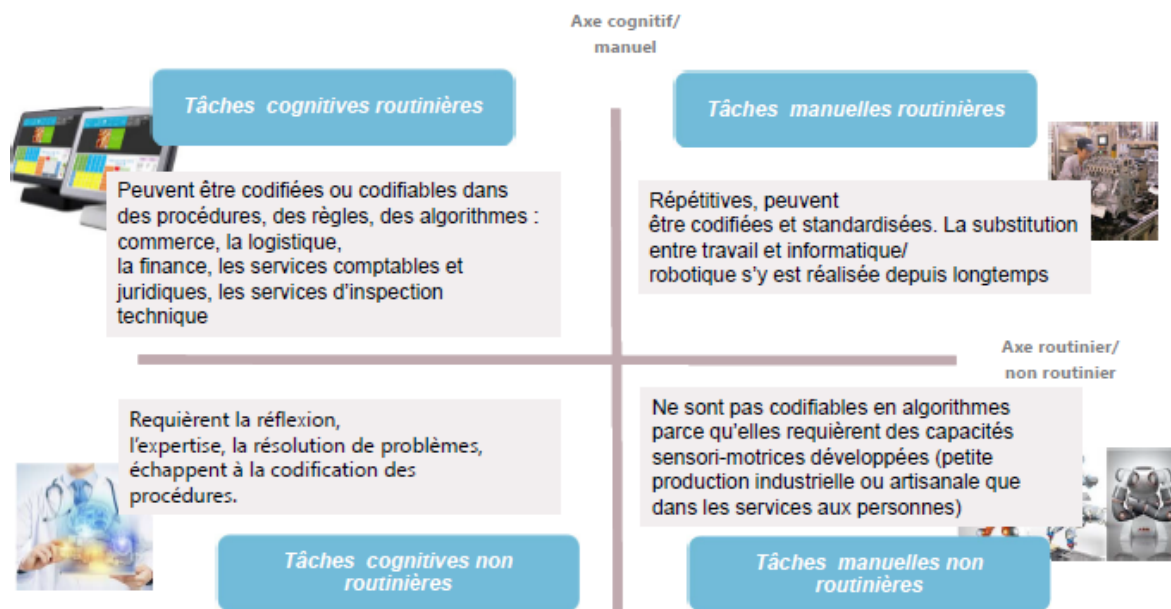 Axe cognitif/
manuel
Tâches  cognitives routinières
Tâches  manuelles routinières
Peuvent être codifiées ou codifiables dans
des procédures, des règles, des algorithmes :
commerce, la logistique,
la finance, les services comptables et
juridiques, les services d’inspection
technique
Répétitives, peuvent
être codifiées et standardisées. La substitution
entre travail et informatique/
robotique s’y est réalisée depuis longtemps
Axe routinier/
non routinier
Requièrent la réflexion,
l’expertise, la résolution de problèmes,
échappent à la codification des
procédures.
Ne sont pas codifiables en algorithmes
parce qu’elles requièrent des capacités
sensori-motrices développées (petite
production industrielle ou artisanale que
dans les services aux personnes)
Tâches  cognitives non
routinières
Tâches  manuelles non
routinières